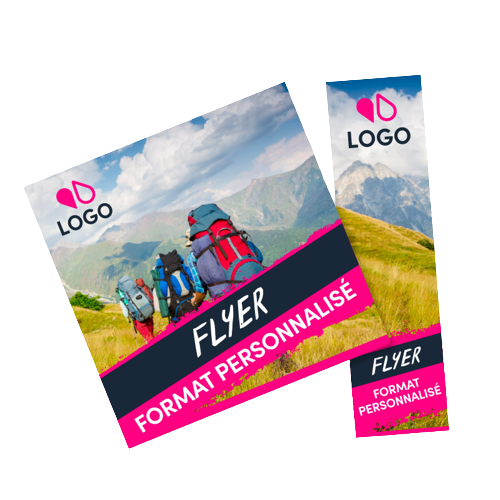 LOGO
FLYER
FORMAT PERSONNALISÉ
LOGO
FLYER
FORMAT
PERSONNALISÉ